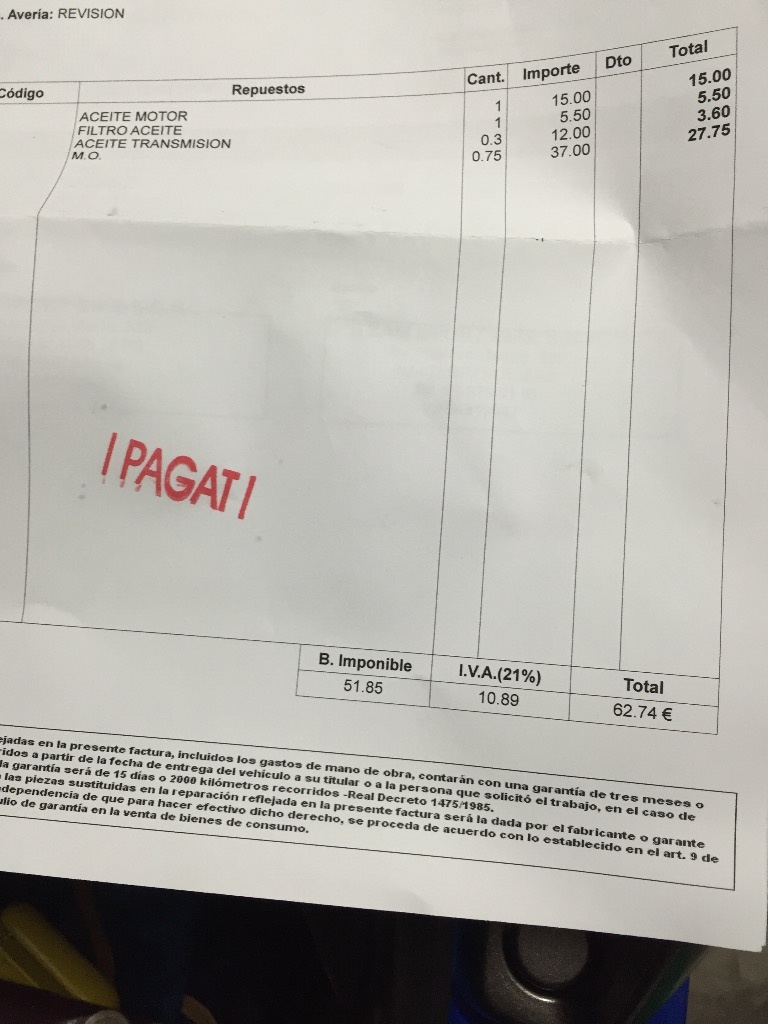 . Avería: REVISION
Código Repuestos Cant. Importe Dto Total
ACEITE MOTOR 1 15.00 15.00
FILTRO ACEITE 1 5.50 5.50
ACEITE TRANSMISION 0.3 12.00 3.60
M.O. 0.75 37.00 27.75
¡ PAGAT !
B. Imponible I.V.A.(21%) Total
51.85 10.89 62.74 €
ejadas en la presente factura, incluidos los gastos de mano de obra, contarán con una garantía de tres meses o
ridos a partir de la fecha de entrega del vehículo a su titular o a la persona que solicitó el trabajo, en el caso de
la garantía será de 15 días o 2000 kilómetros recorridos -Real Decreto 1475/1985.
las piezas sustituidas en la reparación reflejada en la presente factura será la dada por el fabricante o garante
dependencia de que para hacer efectivo dicho derecho, se proceda de acuerdo con lo establecido en el art. 9 de
ulio de garantía en la venta de bienes de consumo.